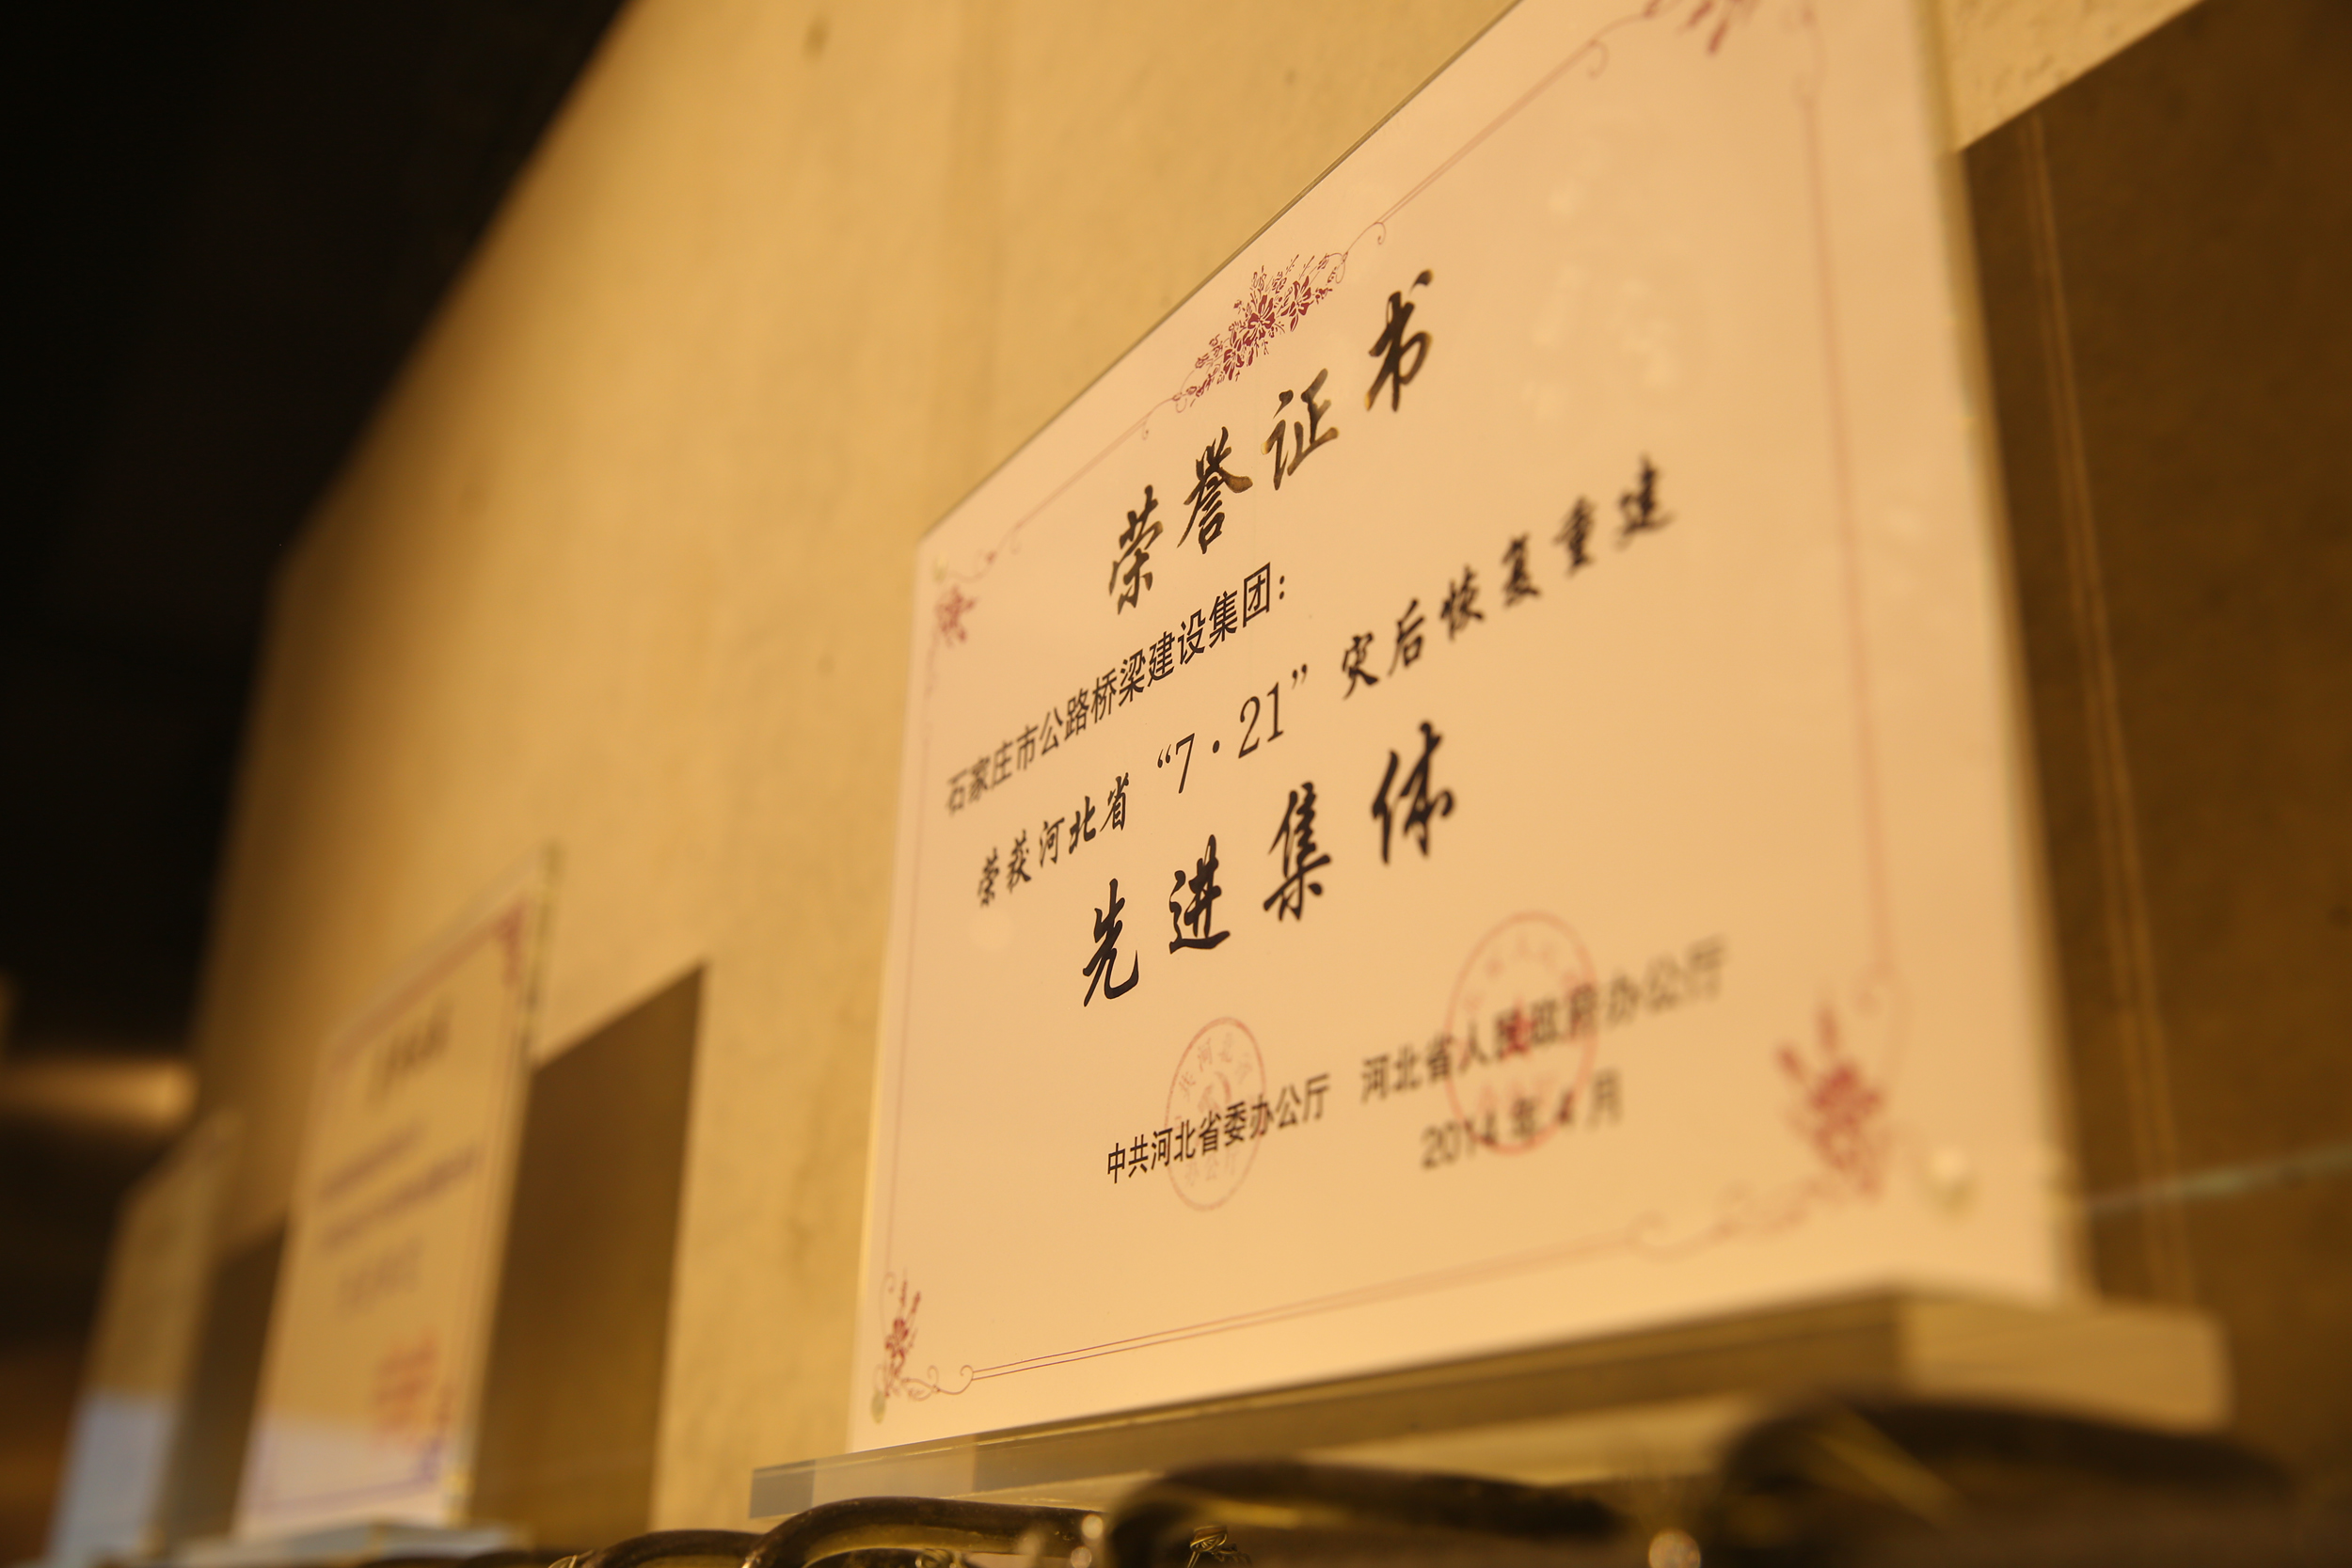 荣誉证书
石家庄市公路桥梁建设集团：
荣获河北省“7·21”灾后恢复重建
先进集体
中共河北省委办公厅 河北省人民政府办公厅
2014年4月